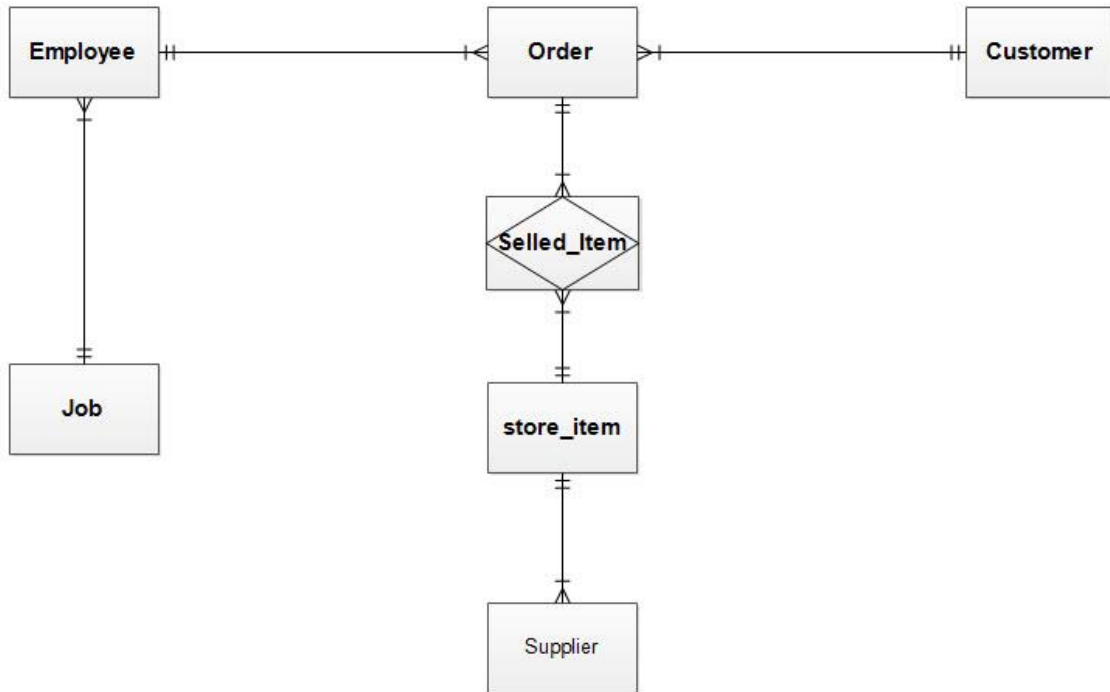 Employee
Order
Customer
Selled_Item
Job
store_item
Supplier